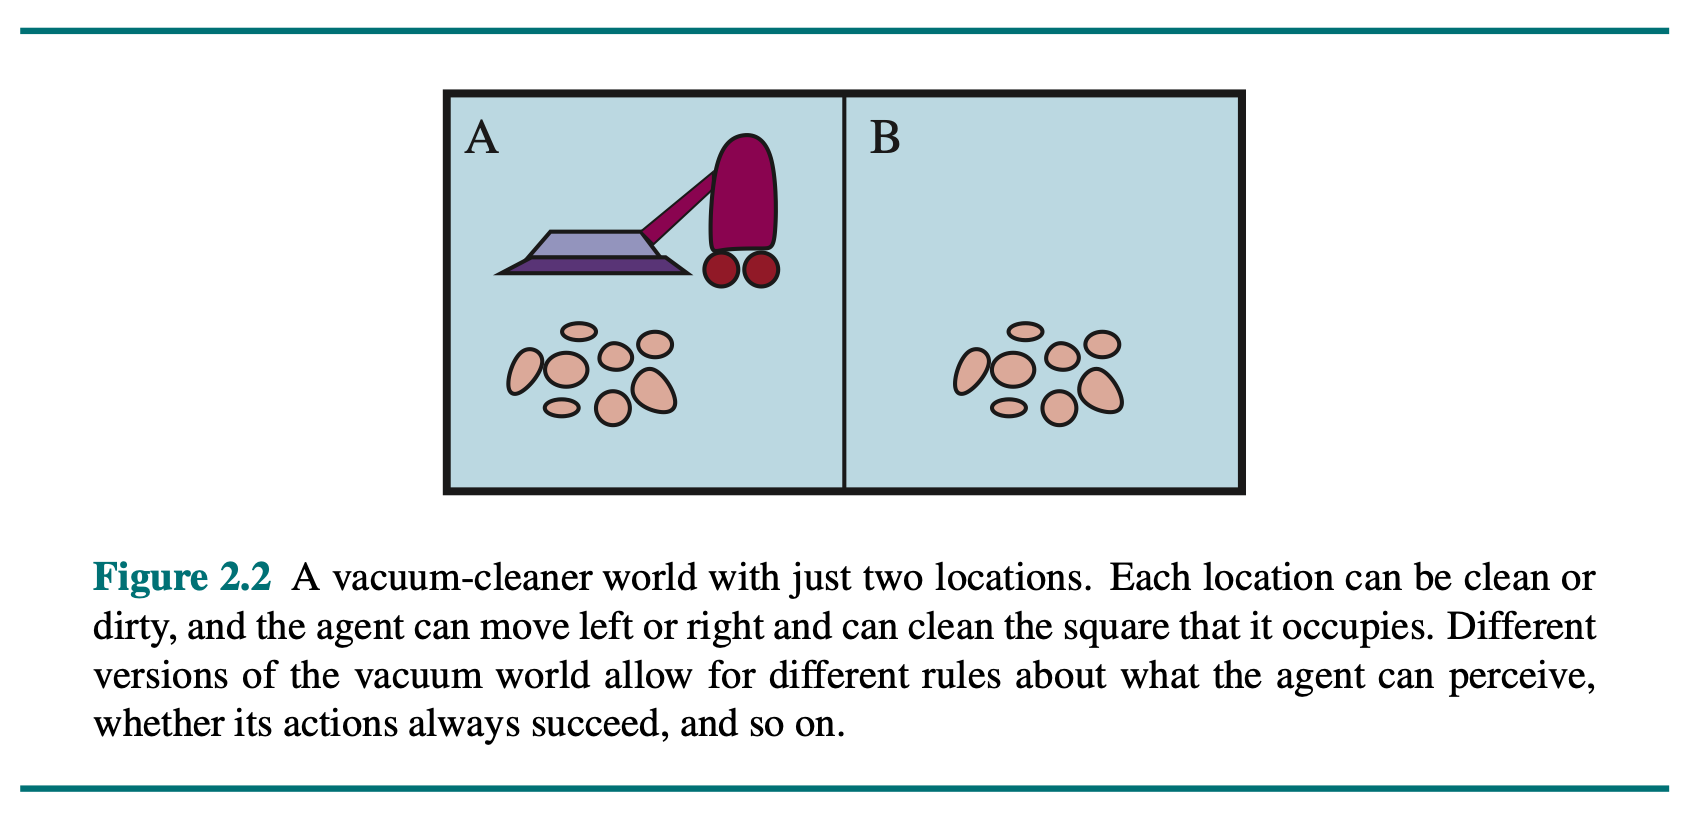 A
B
Figure 2.2 A vacuum-cleaner world with just two locations. Each location can be clean or
dirty, and the agent can move left or right and can clean the square that it occupies. Different
versions of the vacuum world allow for different rules about what the agent can perceive,
whether its actions always succeed, and so on.